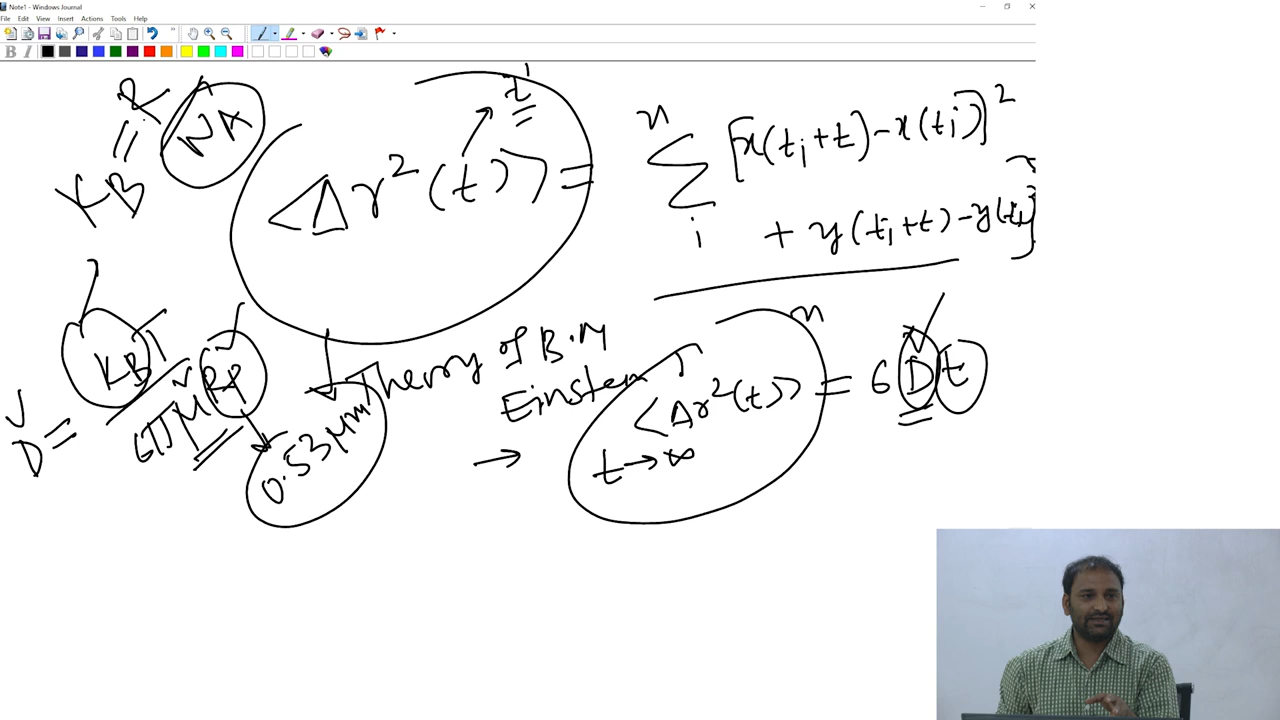 Note1 - Windows Journal
File Edit View Insert Actions Tools Help
B I
KB = R
NA
<Δr²(t)> =
t'
n
Σ
i
[x(ti+t)-x(ti)]²
+ y(ti+t)-y(ti)]
n
D = KBT / 6πμRP
0.53μm
Theory of B.M
Einstein
→ <Δr²(t)> = 6Dt
t→∞